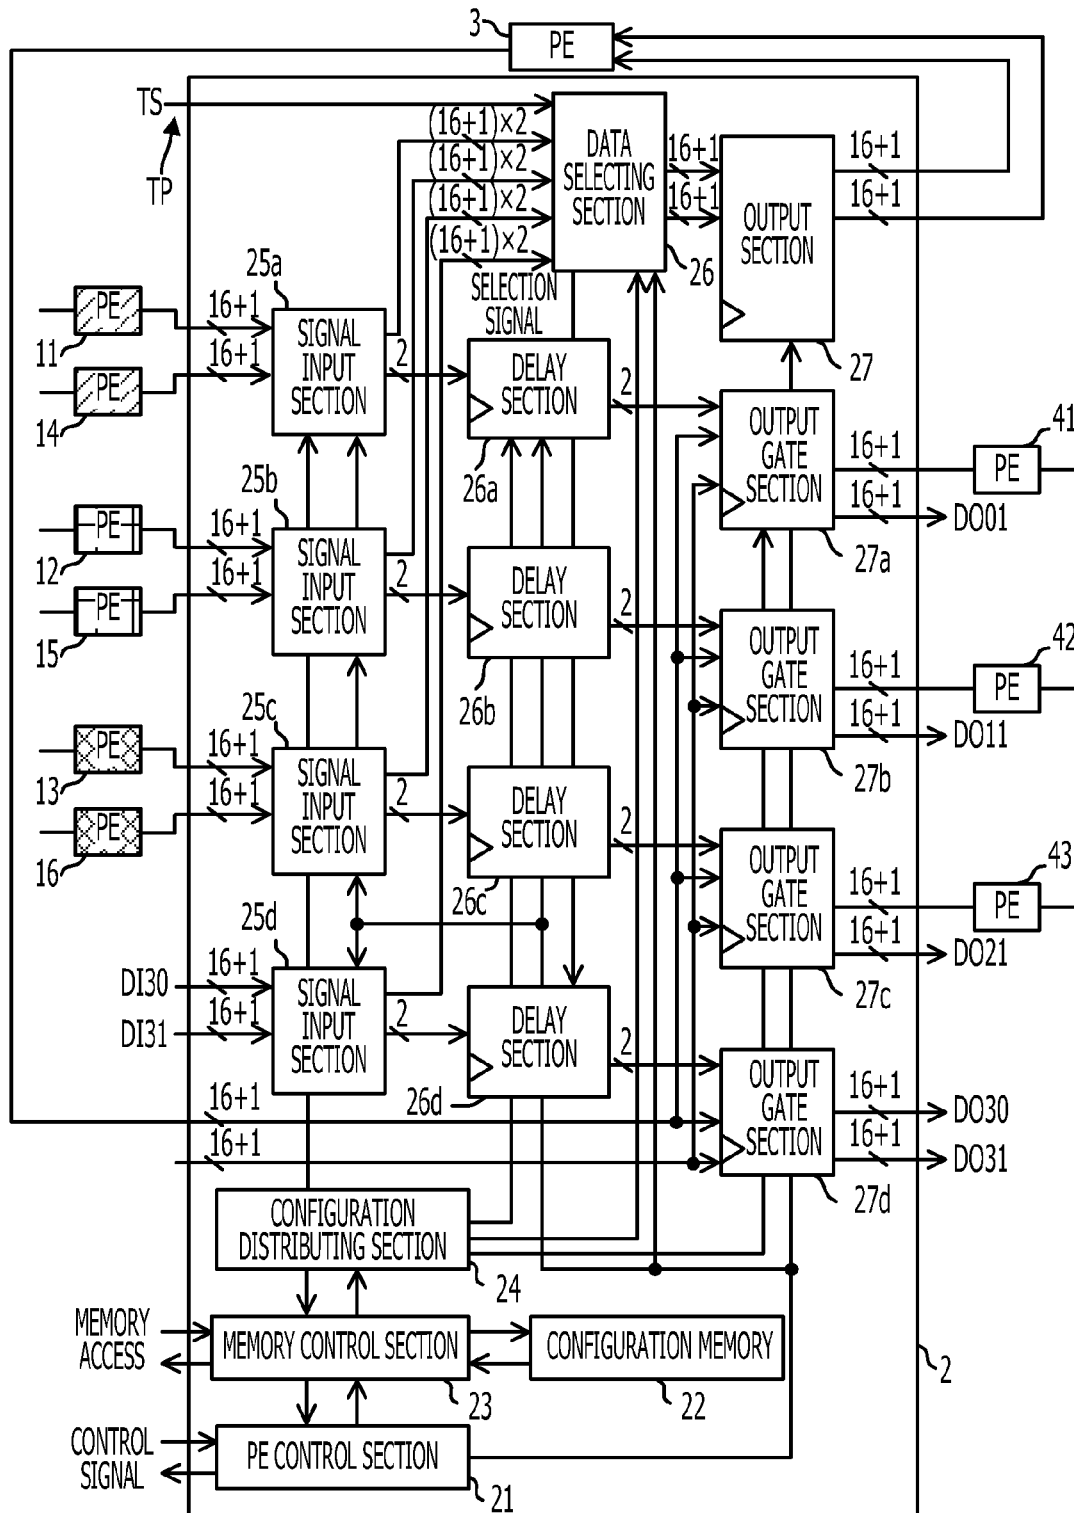 3
PE
TS
TP
(16+1)×2
(16+1)×2
(16+1)×2
(16+1)×2
DATA
SELECTING
SECTION
26
16+1
16+1
OUTPUT
SECTION
27
16+1
16+1
SELECTION
SIGNAL
PE
11
PE
14
16+1
16+1
25a
SIGNAL
INPUT
SECTION
2
DELAY
SECTION
26a
2
OUTPUT
GATE
SECTION
27a
16+1
16+1
41
PE
DO01
PE
12
PE
15
16+1
16+1
25b
SIGNAL
INPUT
SECTION
2
DELAY
SECTION
26b
2
OUTPUT
GATE
SECTION
27b
16+1
16+1
42
PE
DO11
PE
13
PE
16
16+1
16+1
25c
SIGNAL
INPUT
SECTION
2
DELAY
SECTION
26c
2
OUTPUT
GATE
SECTION
27c
16+1
16+1
43
PE
DO21
DI30
DI31
16+1
16+1
25d
SIGNAL
INPUT
SECTION
2
DELAY
SECTION
26d
2
OUTPUT
GATE
SECTION
27d
16+1
16+1
DO30
DO31
16+1
16+1
CONFIGURATION
DISTRIBUTING SECTION
24
MEMORY
ACCESS
MEMORY CONTROL SECTION
23
CONFIGURATION MEMORY
22
2
CONTROL
SIGNAL
PE CONTROL SECTION
21